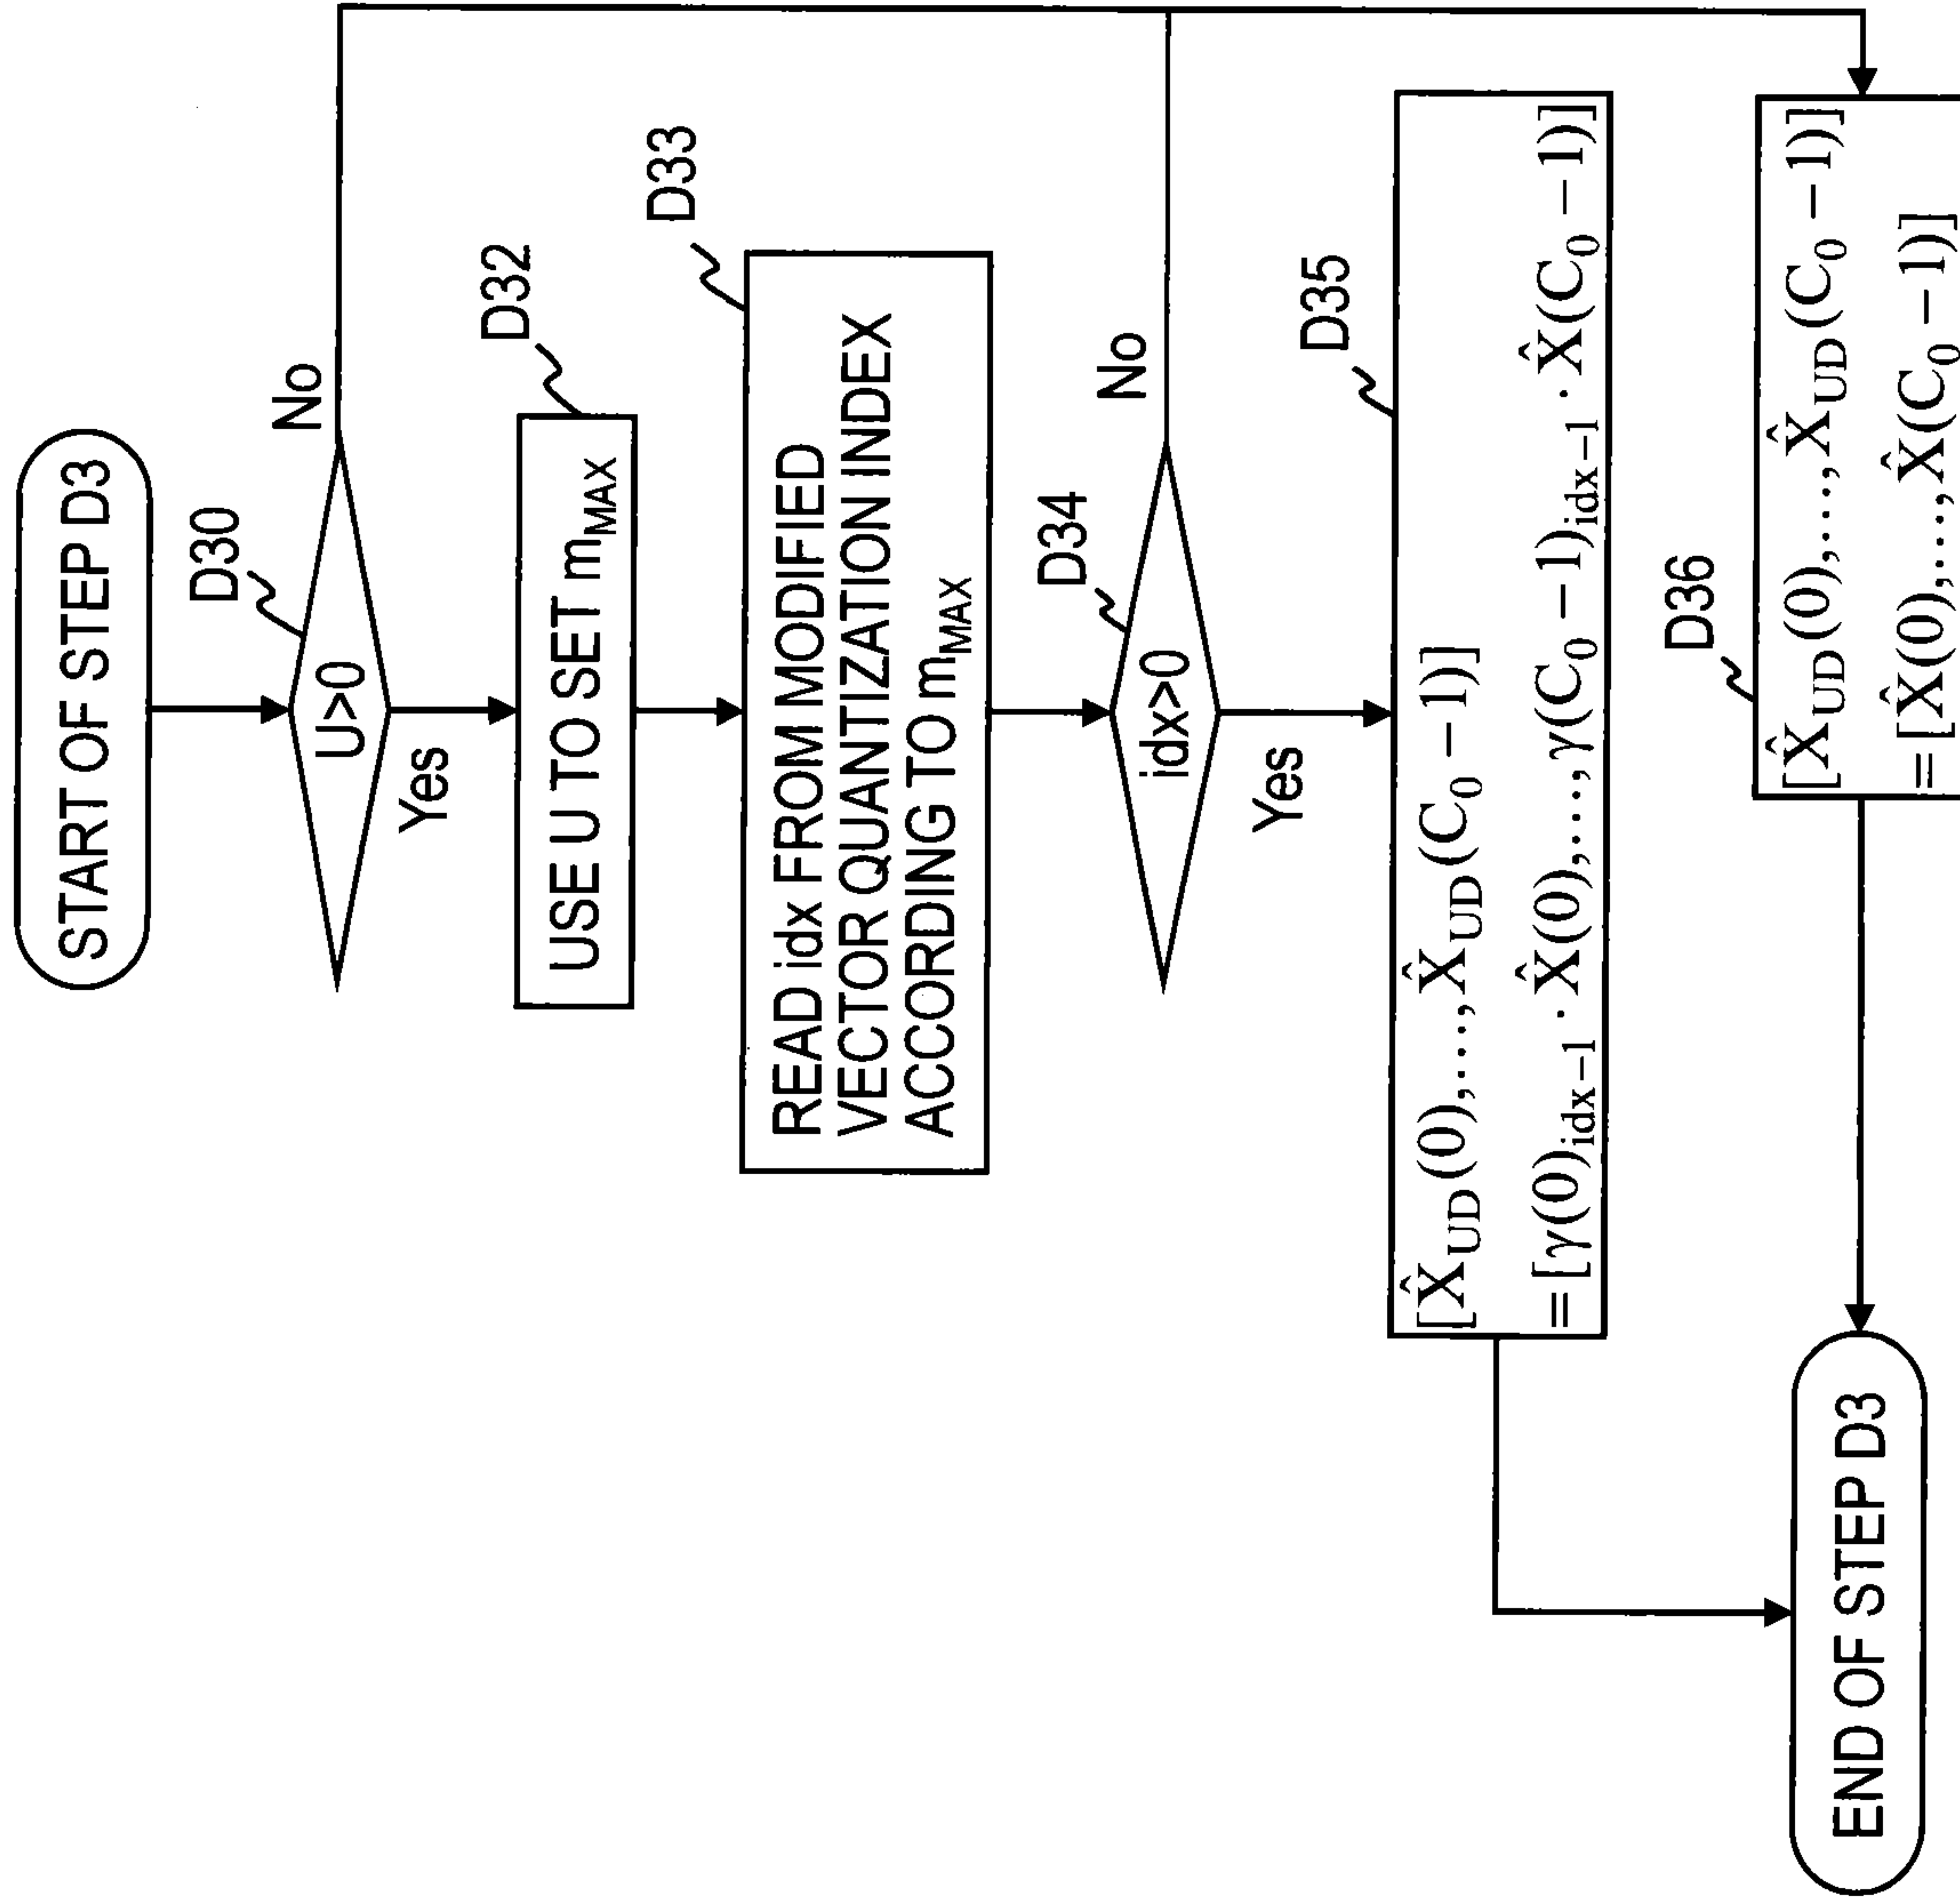 START OF STEP D3
D30
U>0
No
Yes
D32
USE U TO SET m_MAX
D33
READ idx FROM MODIFIED
VECTOR QUANTIZATION INDEX
ACCORDING TO m_MAX
D34
idx>0
No
Yes
D35
[X̂_UD(0),...,X̂_UD(C_0−1)]
=[γ(0)_idx−1·X̂(0),...,γ(C_0−1)_idx−1·X̂(C_0−1)]
D36
[X̂_UD(0),...,X̂_UD(C_0−1)]
=[X̂(0),...,X̂(C_0−1)]
END OF STEP D3